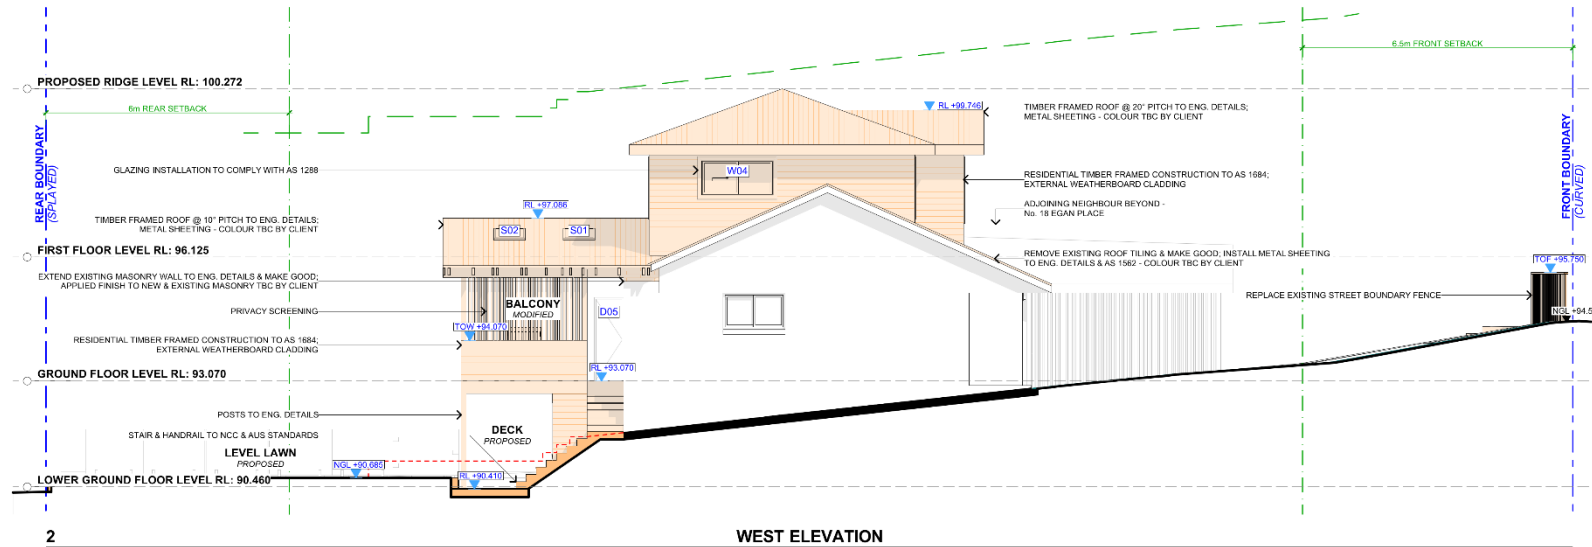 6.5m FRONT SETBACK
PROPOSED RIDGE LEVEL RL: 100.272
6m REAR SETBACK
RL +99.746
TIMBER FRAMED ROOF @ 20° PITCH TO ENG. DETAILS;
METAL SHEETING - COLOUR TBC BY CLIENT
REAR BOUNDARY
(SPLAYED)
FRONT BOUNDARY
(CURVED)
GLAZING INSTALLATION TO COMPLY WITH AS 1288
W04
RESIDENTIAL TIMBER FRAMED CONSTRUCTION TO AS 1684;
EXTERNAL WEATHERBOARD CLADDING
ADJOINING NEIGHBOUR BEYOND -
No. 18 EGAN PLACE
RL +97.086
TIMBER FRAMED ROOF @ 10° PITCH TO ENG. DETAILS;
METAL SHEETING - COLOUR TBC BY CLIENT
S02
S01
FIRST FLOOR LEVEL RL: 96.125
REMOVE EXISTING ROOF TILING & MAKE GOOD; INSTALL METAL SHEETING
TO ENG. DETAILS & AS 1562 - COLOUR TBC BY CLIENT
TOF +95.750
EXTEND EXISTING MASONRY WALL TO ENG. DETAILS & MAKE GOOD;
APPLIED FINISH TO NEW & EXISTING MASONRY TBC BY CLIENT
REPLACE EXISTING STREET BOUNDARY FENCE
BALCONY
MODIFIED
PRIVACY SCREENING
D05
NGL +94.5
TOW +94.070
RESIDENTIAL TIMBER FRAMED CONSTRUCTION TO AS 1684;
EXTERNAL WEATHERBOARD CLADDING
RL +93.070
GROUND FLOOR LEVEL RL: 93.070
POSTS TO ENG. DETAILS
DECK
PROPOSED
STAIR & HANDRAIL TO NCC & AUS STANDARDS
LEVEL LAWN
PROPOSED
NGL +90.685
RL +90.410
LOWER GROUND FLOOR LEVEL RL: 90.460
2
WEST ELEVATION